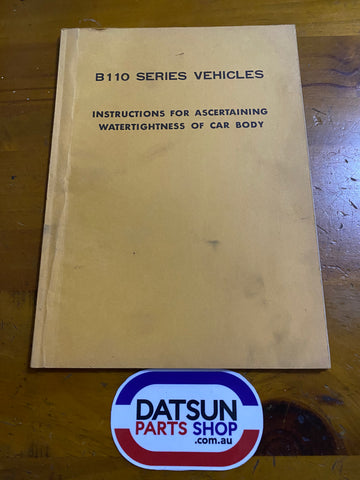 B110 SERIES VEHICLES
INSTRUCTIONS FOR ASCERTAINING
WATERTIGHTNESS OF CAR BODY
DATSUN
PARTS SHOP
.com.au